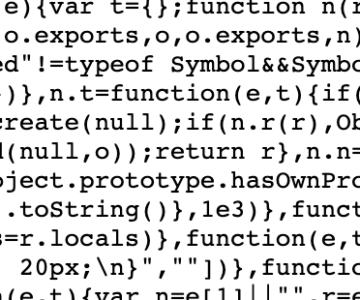 e){var t={};function n(r
o.exports,o,o.exports,n)
ed"!=typeof Symbol&&Symbo
)},n.t=function(e,t){if(
create(null);if(n.r(r),Ob
d(null,o));return r},n.n=
bject.prototype.hasOwnPro
.toString()},1e3)},funct
s=r.locals)},function(e,t
20px;\n}",""])},functio
(e,t){var n=e[1]||"",r=e